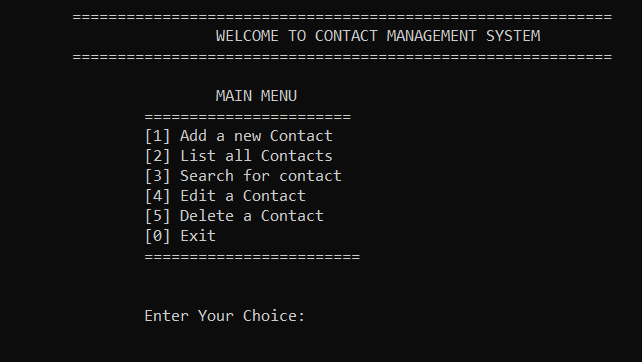 ============================================================
WELCOME TO CONTACT MANAGEMENT SYSTEM
============================================================
MAIN MENU
=======================
[1] Add a new Contact
[2] List all Contacts
[3] Search for contact
[4] Edit a Contact
[5] Delete a Contact
[0] Exit
========================
Enter Your Choice: